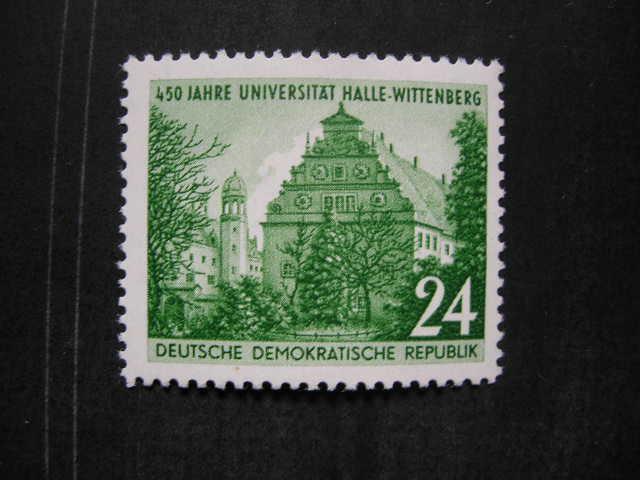 450 JAHRE UNIVERSITÄT HALLE-WITTENBERG
24
DEUTSCHE DEMOKRATISCHE REPUBLIK